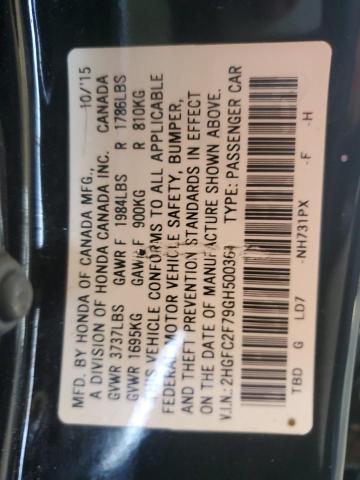 MFD. BY HONDA OF CANADA MFG., 10/'15
A DIVISION OF HONDA CANADA INC. CANADA
GVWR 3737LBS GAWR F 1984LBS R 1786LBS
GVWR 1695KG GAWR F 900KG R 810KG
THIS VEHICLE CONFORMS TO ALL APPLICABLE
FEDERAL MOTOR VEHICLE SAFETY, BUMPER,
AND THEFT PREVENTION STANDARDS IN EFFECT
ON THE DATE OF MANUFACTURE SHOWN ABOVE.
V.I.N.: 2HGFC2F79GH500364 TYPE: PASSENGER CAR
TBD G LD7 -NH731PX -F -H